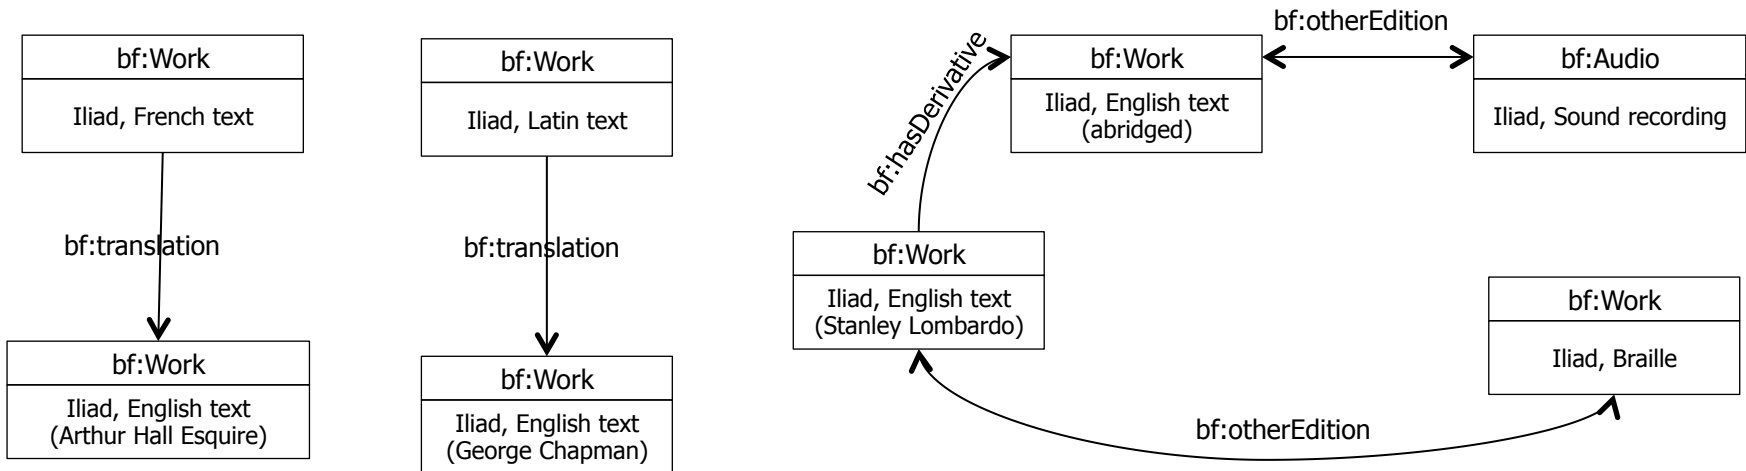 bf:Work
Iliad, French text
bf:translation
bf:Work
Iliad, English text
(Arthur Hall Esquire)
bf:Work
Iliad, Latin text
bf:translation
bf:Work
Iliad, English text
(George Chapman)
bf:hasDerivative
bf:Work
Iliad, English text
(abridged)
bf:otherEdition
bf:Audio
Iliad, Sound recording
bf:Work
Iliad, English text
(Stanley Lombardo)
bf:Work
Iliad, Braille
bf:otherEdition